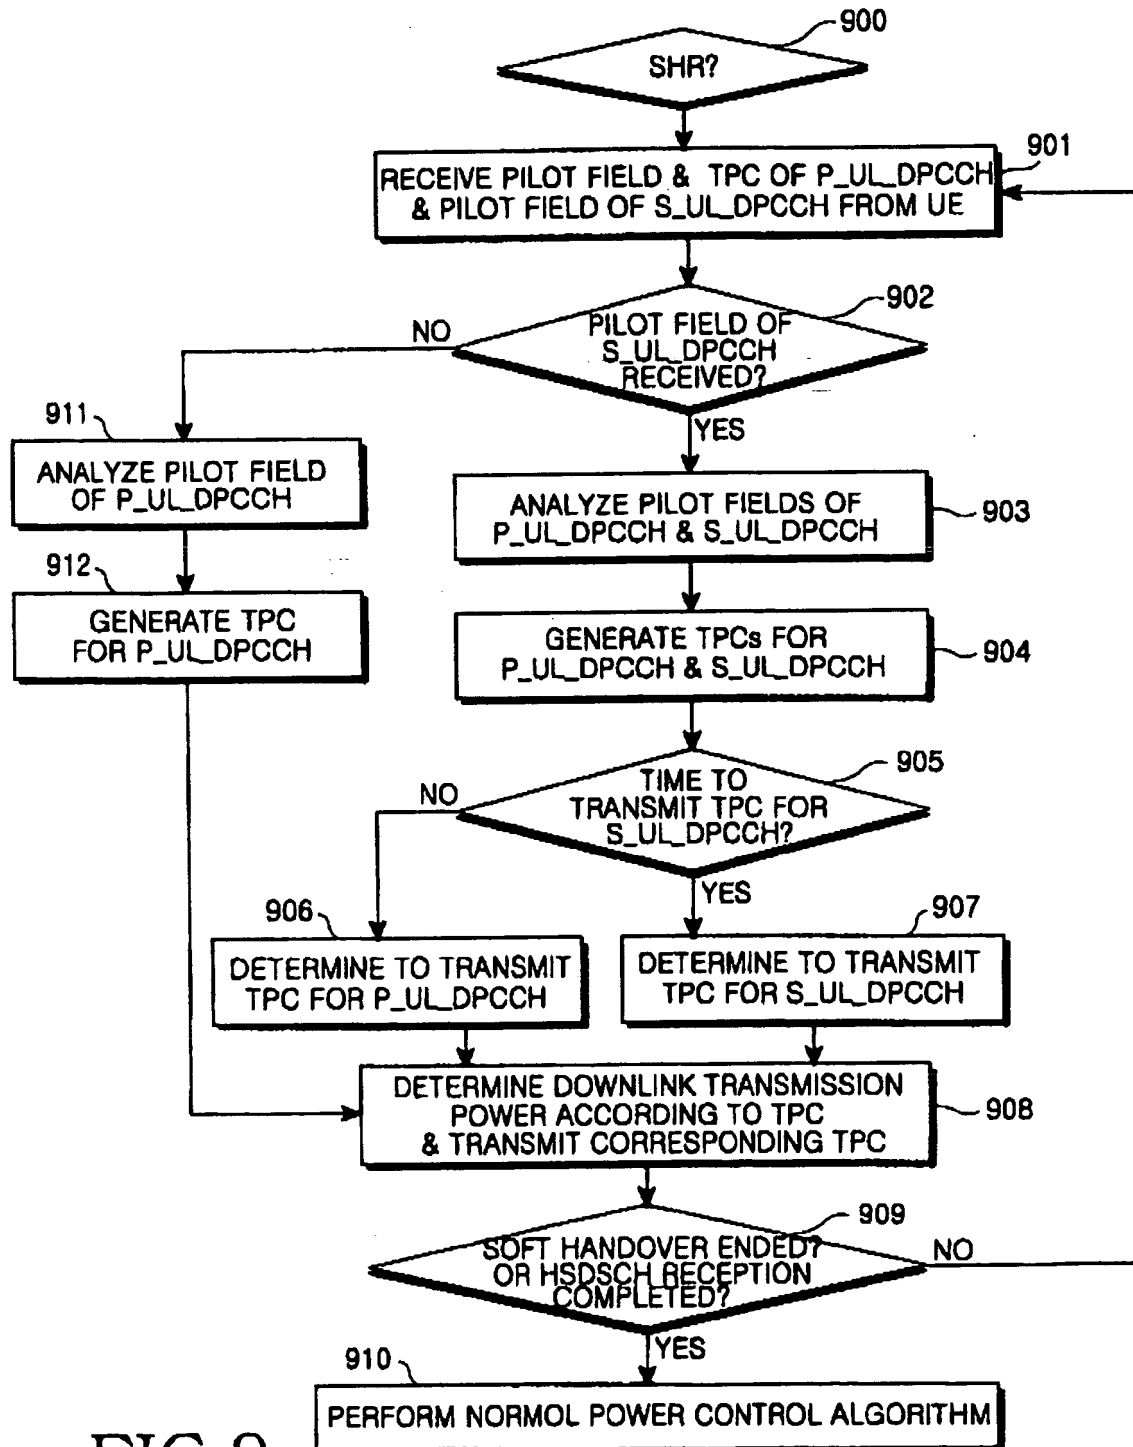 900
SHR?
901
RECEIVE PILOT FIELD & TPC OF P_UL_DPCCH
& PILOT FIELD OF S_UL_DPCCH FROM UE
902
PILOT FIELD OF
S_UL_DPCCH
RECEIVED?
NO
YES
911
ANALYZE PILOT FIELD
OF P_UL_DPCCH
ANALYZE PILOT FIELDS OF
P_UL_DPCCH & S_UL_DPCCH
903
912
GENERATE TPC
FOR P_UL_DPCCH
GENERATE TPCs FOR
P_UL_DPCCH & S_UL_DPCCH
904
905
TIME TO
TRANSMIT TPC FOR
S_UL_DPCCH?
NO
YES
906
DETERMINE TO TRANSMIT
TPC FOR P_UL_DPCCH
907
DETERMINE TO TRANSMIT
TPC FOR S_UL_DPCCH
DETERMINE DOWNLINK TRANSMISSION
POWER ACCORDING TO TPC
& TRANSMIT CORRESPONDING TPC
908
909
SOFT HANDOVER ENDED?
OR HSDSCH RECEPTION
COMPLETED?
NO
YES
910
PERFORM NORMOL POWER CONTROL ALGORITHM